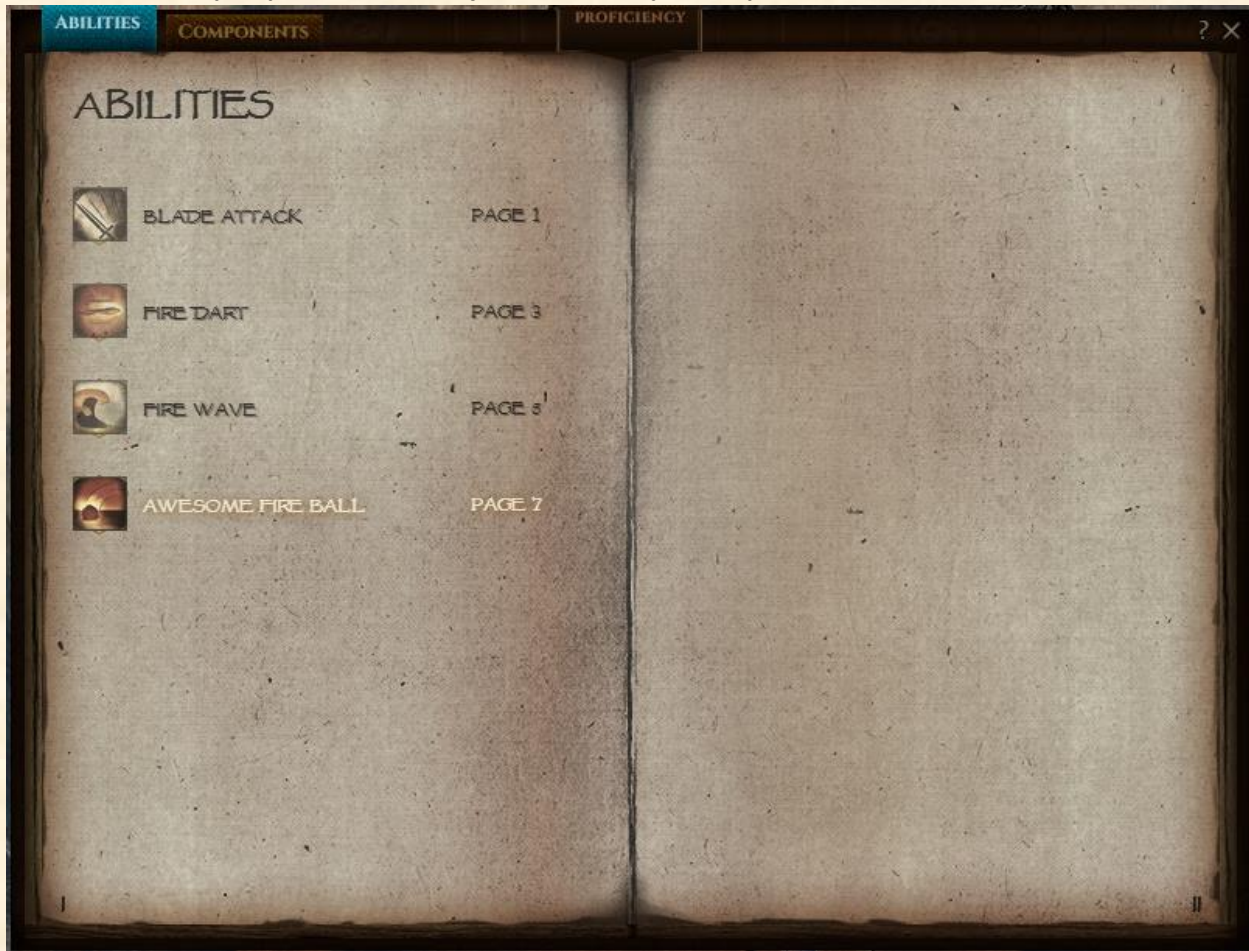 ABILITIES
COMPONENTS
PROFICIENCY
? ×
ABILITIES
BLADE ATTACK PAGE 1
FIRE DART PAGE 3
FIRE WAVE PAGE 5
AWESOME FIRE BALL PAGE 7
I
II